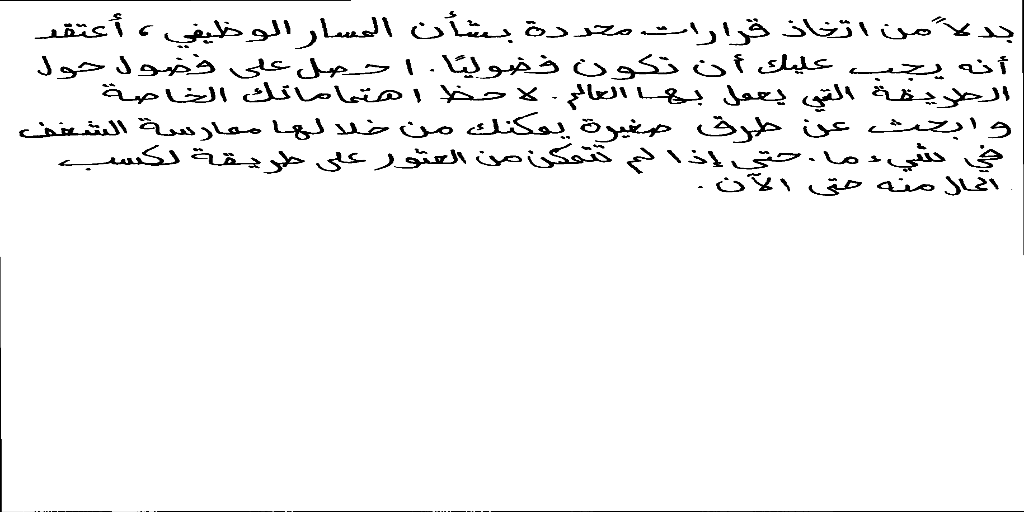 بدلاً من اتخاذ قرارات محددة بشأن المسار الوظيفي، أعتقد
أنه يجب عليك أن تكون فضوليًا. احصل على فضول حول
الطريقة التي يعمل بها العالم. لاحظ اهتماماتك الخاصة
وابحث عن طرق صغيرة يمكنك من خلالها ممارسة الشغف
في شيء ما. حتى إذا لم تتمكن من العثور على طريقة لكسب
المال منه حتى الآن.